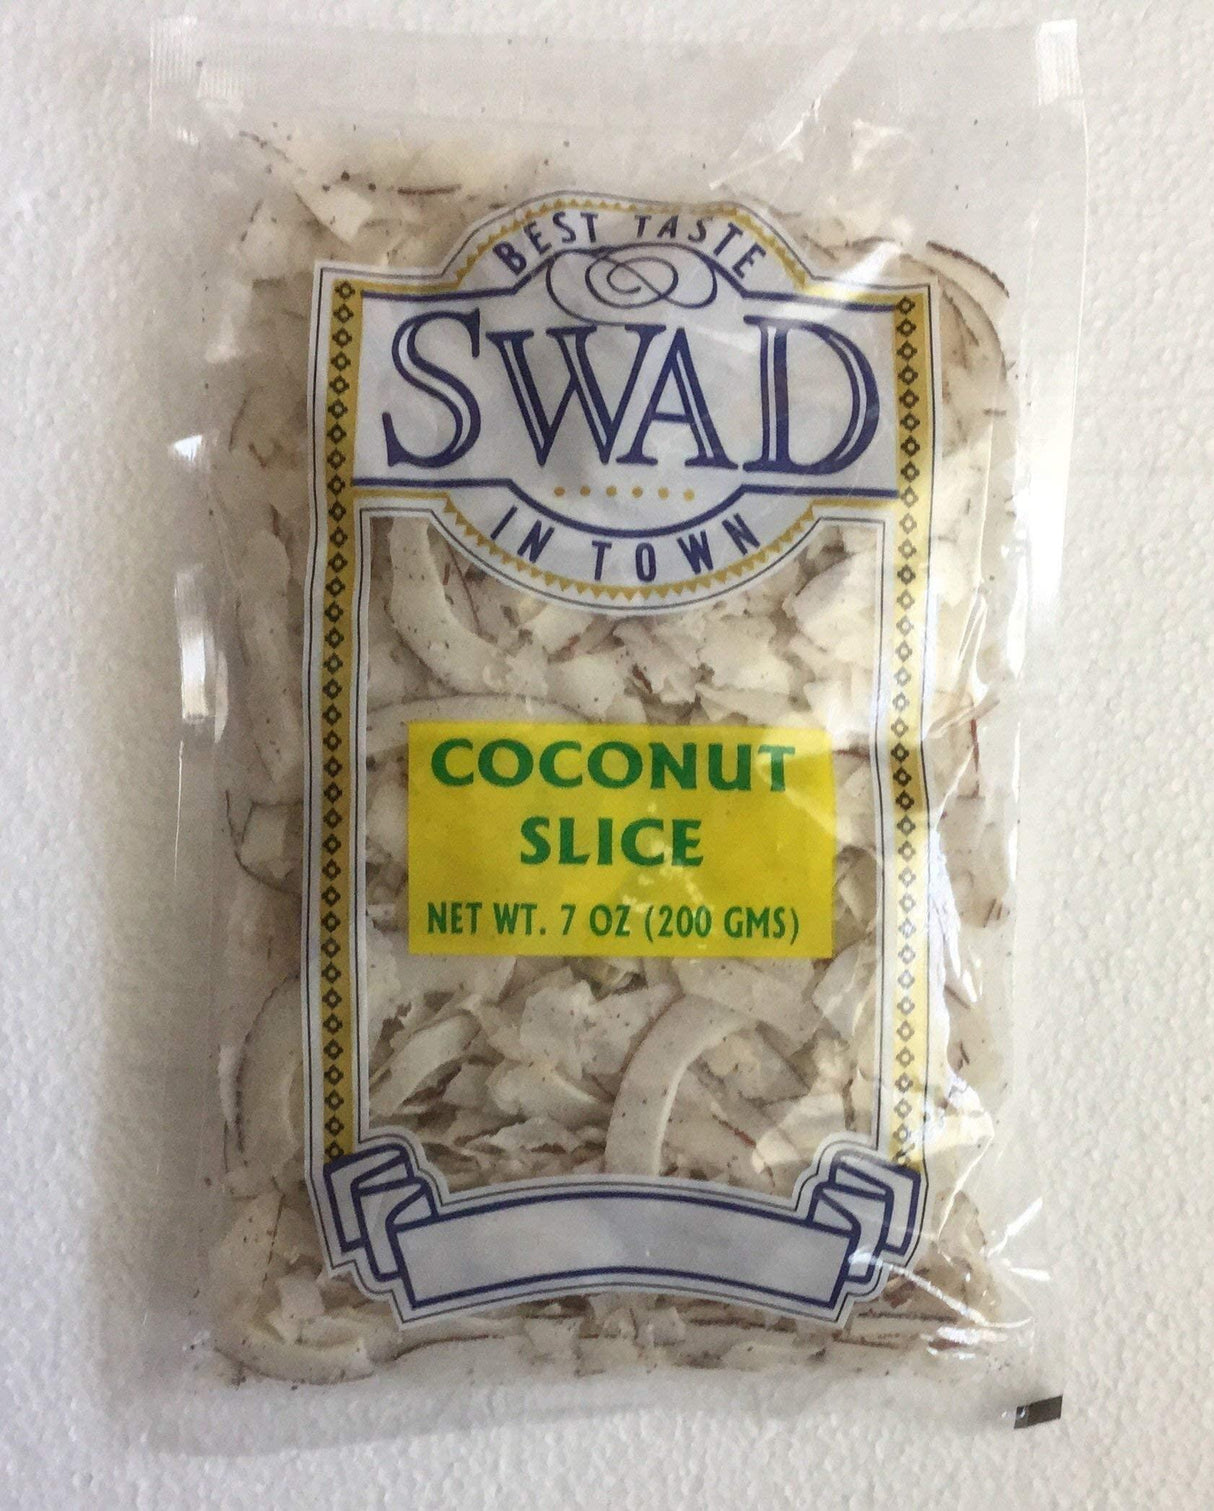 BEST TASTE
SWAD
IN TOWN
COCONUT
SLICE
NET WT. 7 OZ (200 GMS)